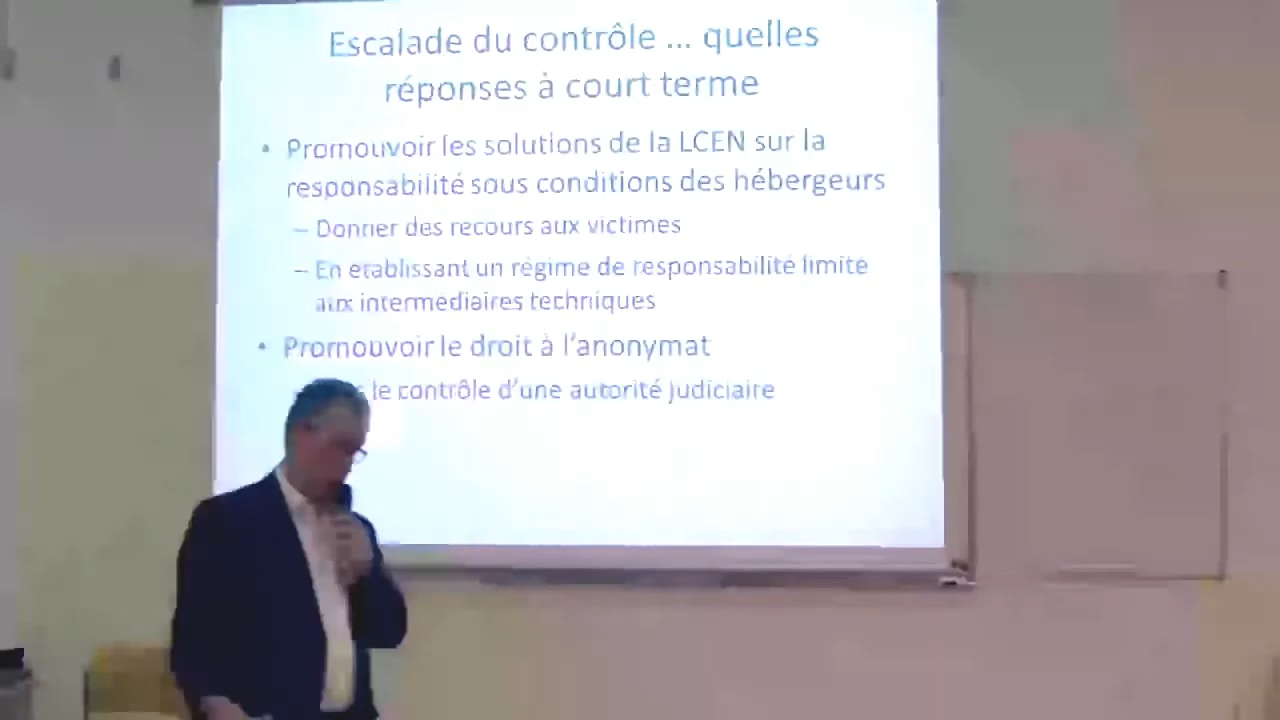 Escalade du contrôle ... quelles
réponses à court terme
• Promouvoir les solutions de la LCEN sur la
responsabilité sous conditions des hébergeurs
– Donner des recours aux victimes
– En établissant un régime de responsabilité limité
aux intermédiaires techniques
• Promouvoir le droit à l'anonymat
le contrôle d'une autorité judiciaire